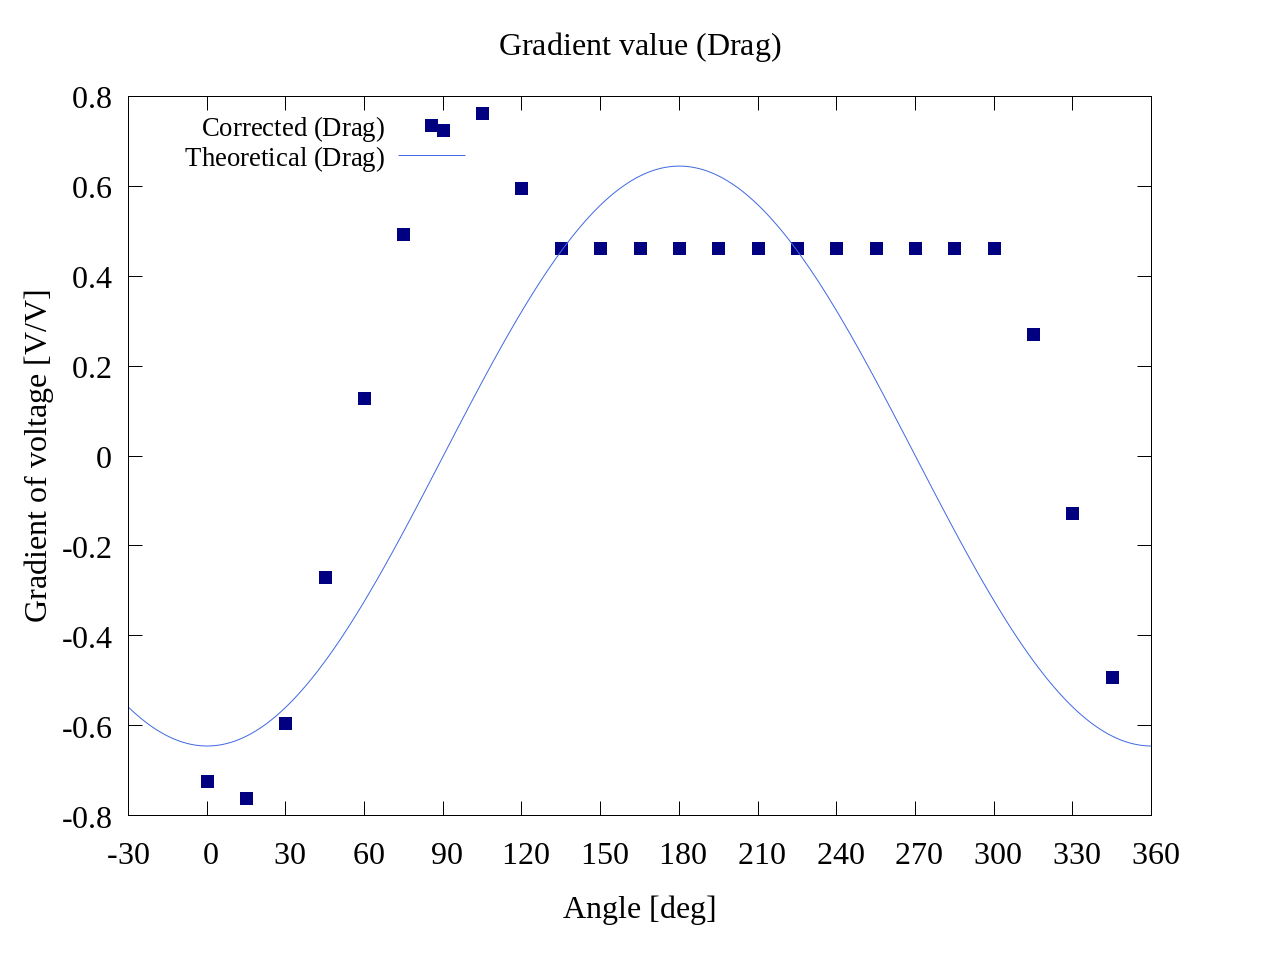 Gradient value (Drag)
0.8
Corrected (Drag)
Theoretical (Drag)
0.6
0.4
0.2
0
-0.2
-0.4
-0.6
-0.8
Gradient of voltage [V/V]
-30 0 30 60 90 120 150 180 210 240 270 300 330 360
Angle [deg]